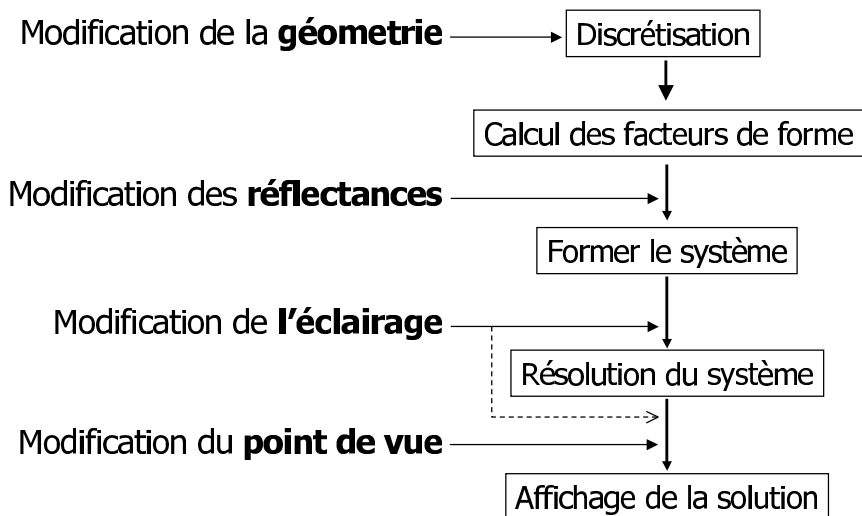 Modification de la géometrie
Discrétisation
Calcul des facteurs de forme
Modification des réflectances
Former le système
Modification de l'éclairage
Résolution du système
Modification du point de vue
Affichage de la solution